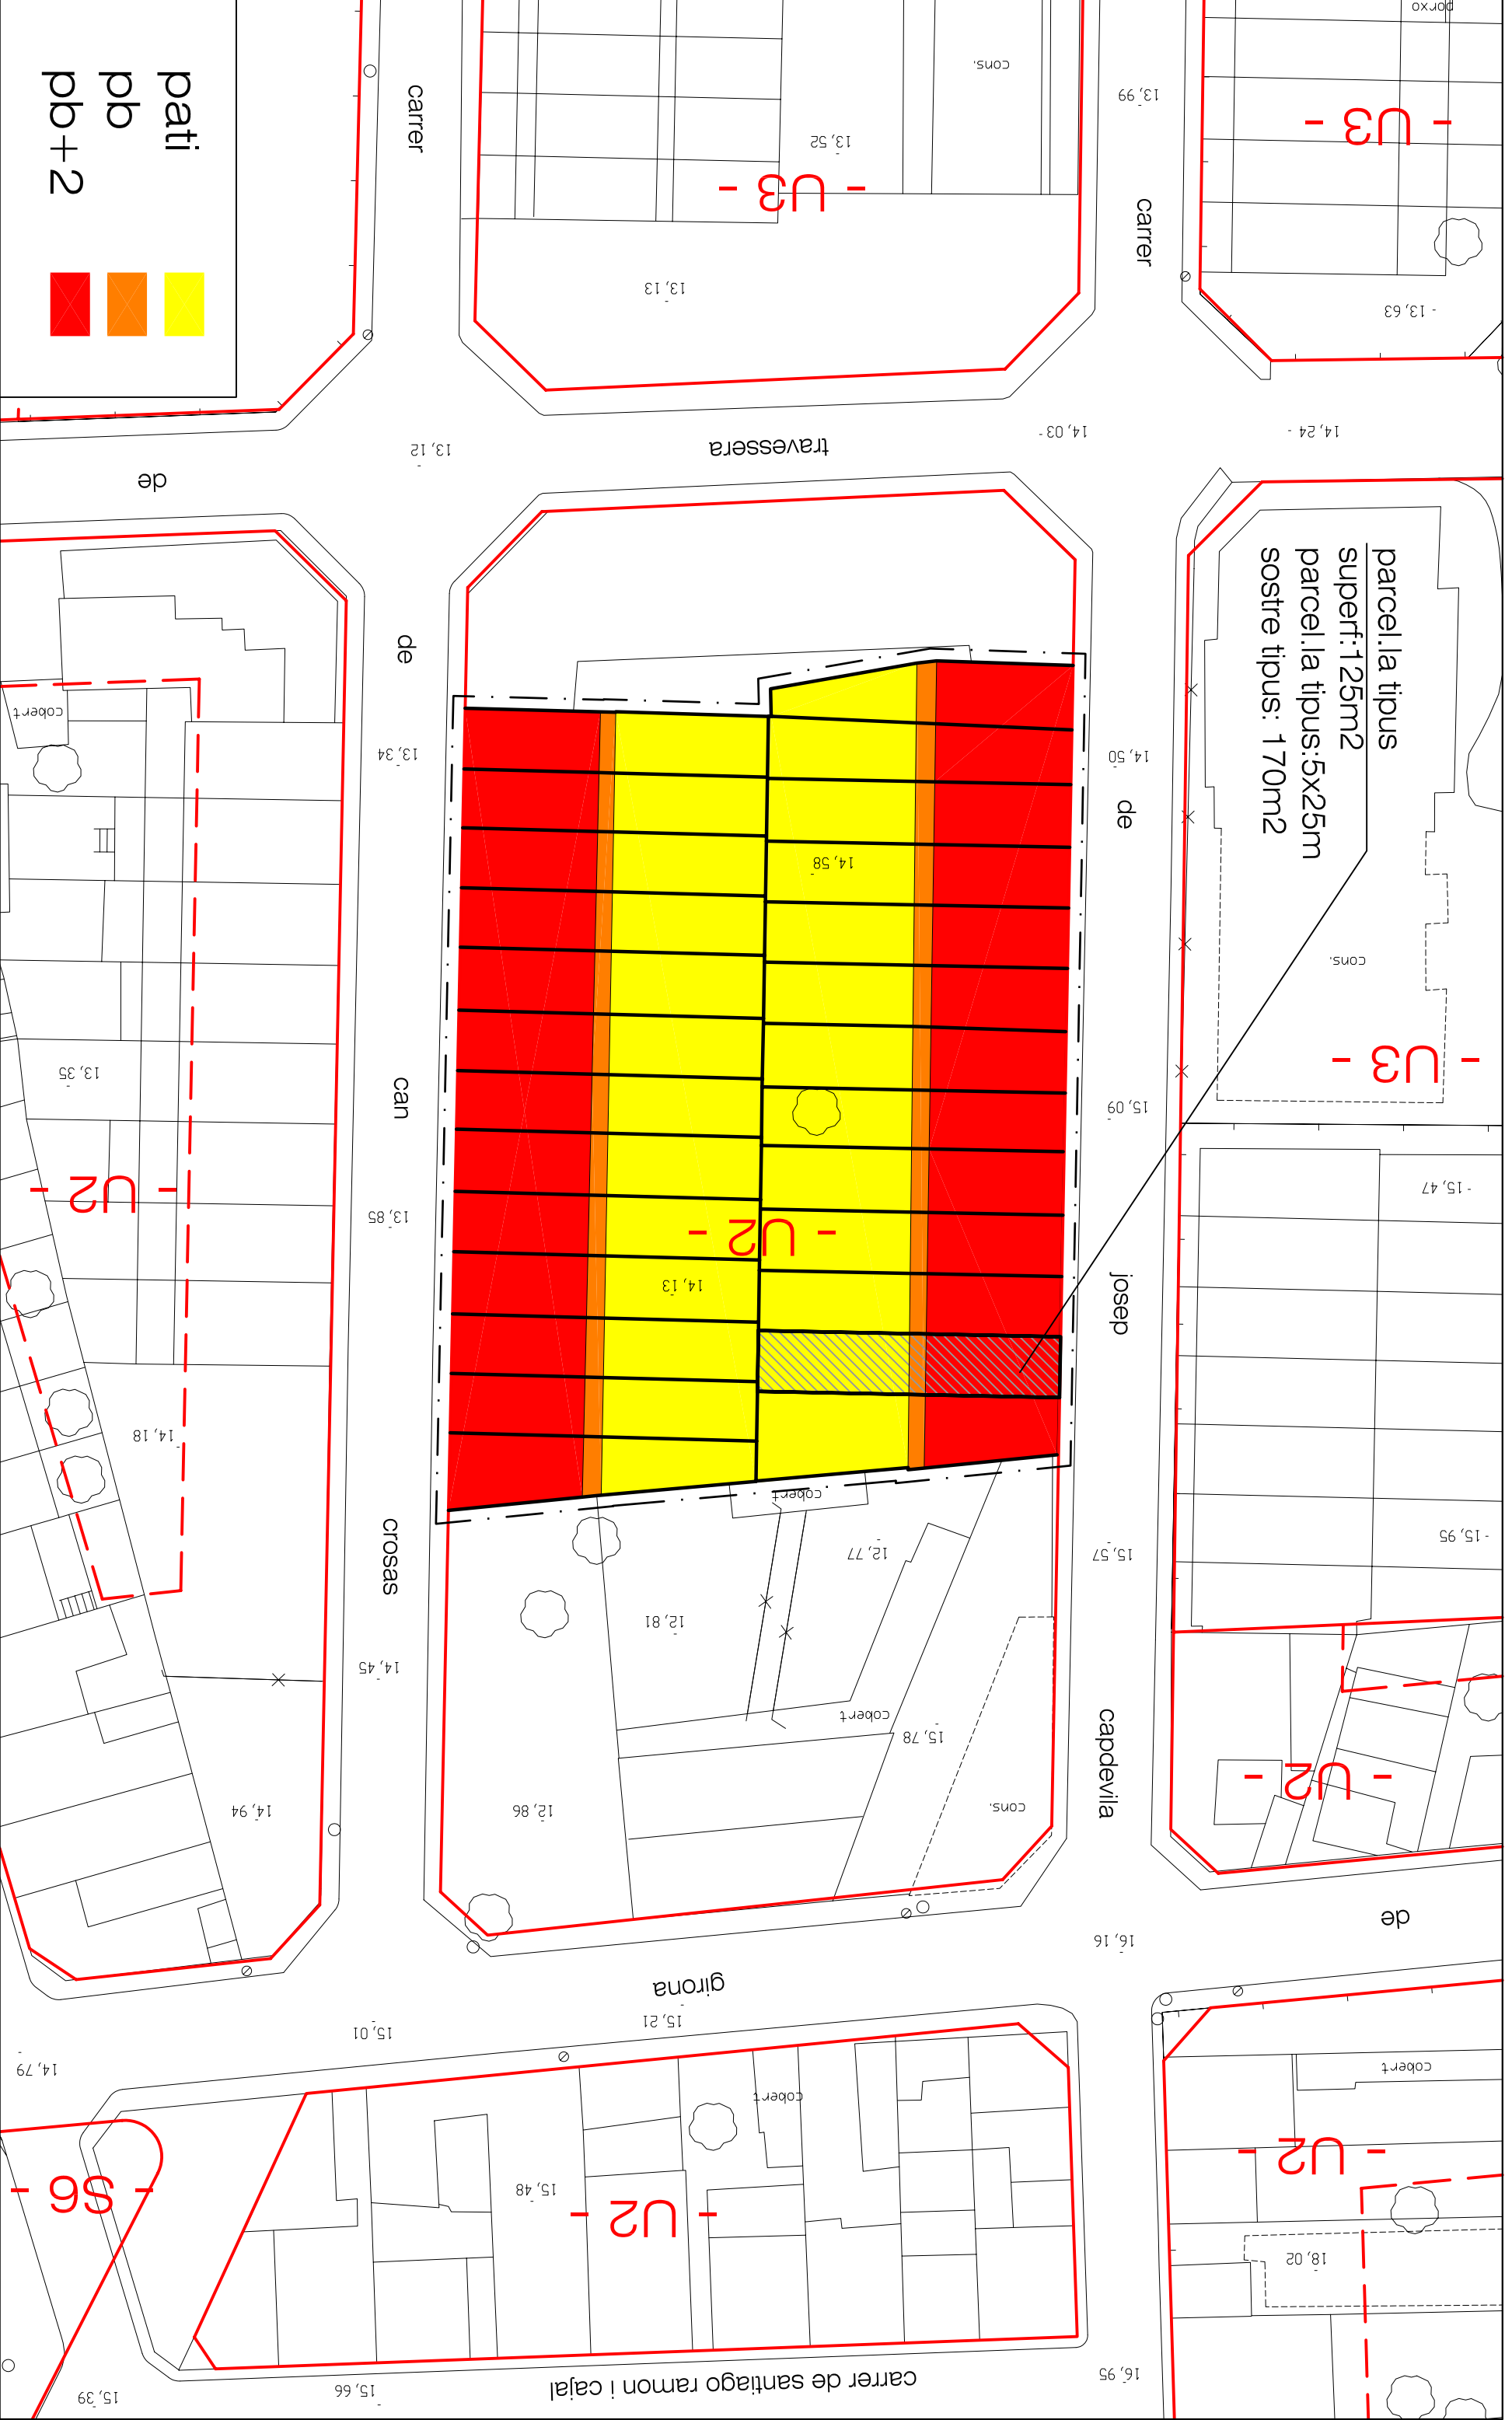 pati
pb
pb+2
carrer
cons.
13,99
porxo
- U3 -
13,52
- U3 -
carrer
13,13
- 13,63
13,12
travessera
14,03-
14,24 -
de
parcel.la tipus
superf:125m2
parcel.la tipus:5x25m
sostre tipus: 170m2
de
cobert
13,34
14,50
de
14,58
cons.
- U3 -
13,35
can
15,09
- U2 -
13,85
- U2 -
-15,47
14,13
josep
14,18
crosas
cobert
12,77
15,57
-15,95
12,81
14,45
cobert
15,78
capdevila
- U2 -
14,94
12,86
cons.
de
16,16
girona
15,21
15,01
14,79
cobert
cobert
- U2 -
- S6 -
15,48
- U2 -
18,02
carrer de santiago ramon i cajal
16,95
15,66
15,39